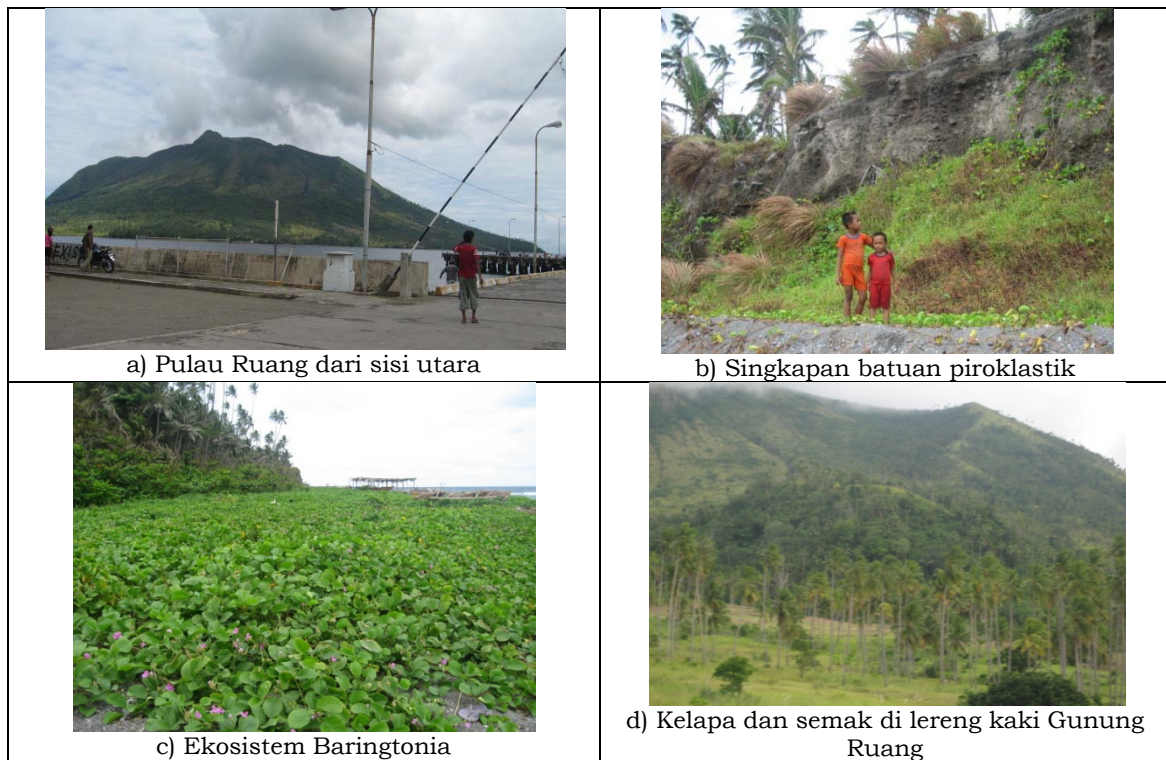 a) Pulau Ruang dari sisi utara
b) Singkapan batuan piroklastik
c) Ekosistem Baringtonia
d) Kelapa dan semak di lereng kaki Gunung
Ruang